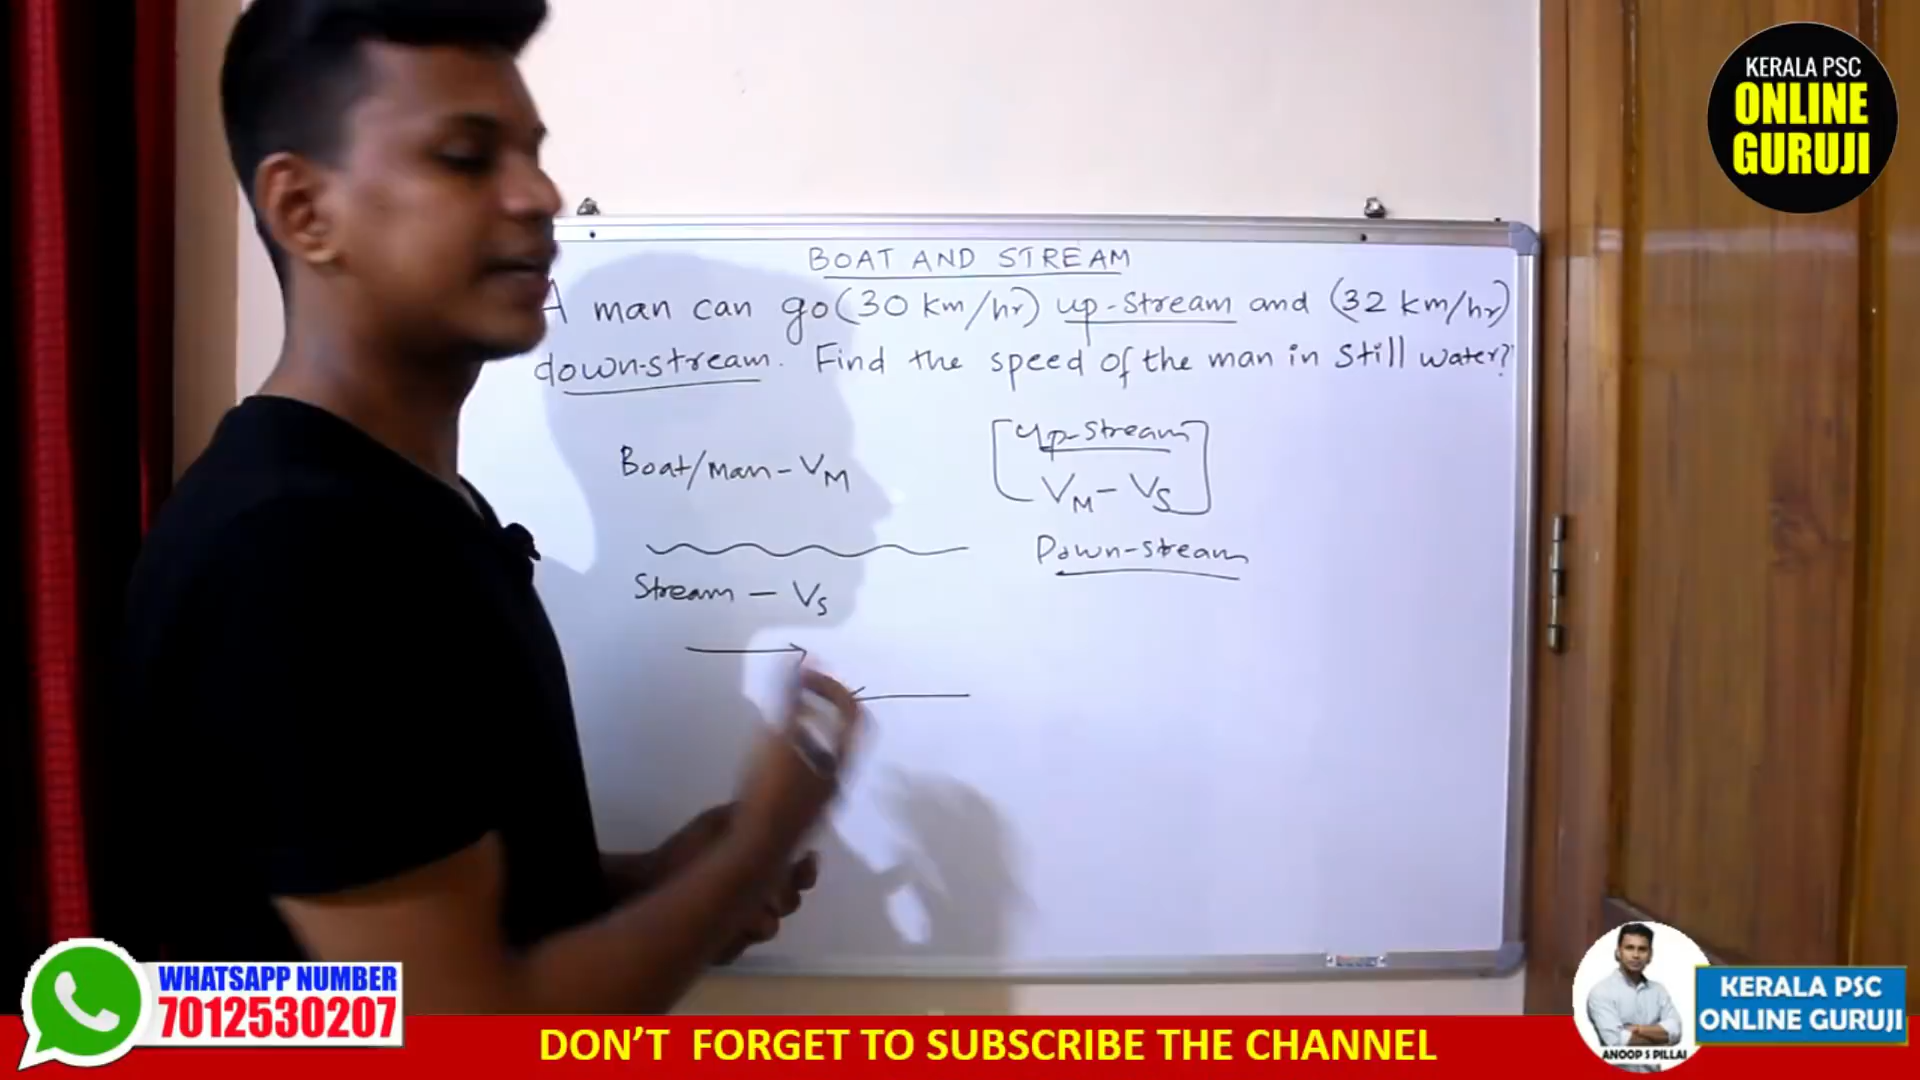 KERALA PSC
ONLINE
GURUJI
BOAT AND STREAM
A man can go (30 km/hr) up-stream and (32 km/hr)
down-stream. Find the speed of the man in still water?
Boat/man - VM
Up-stream
VM - VS
Down-stream
Stream - VS
WHATSAPP NUMBER
7012530207
DON'T FORGET TO SUBSCRIBE THE CHANNEL
ANOOP S PILLAI
KERALA PSC
ONLINE GURUJI